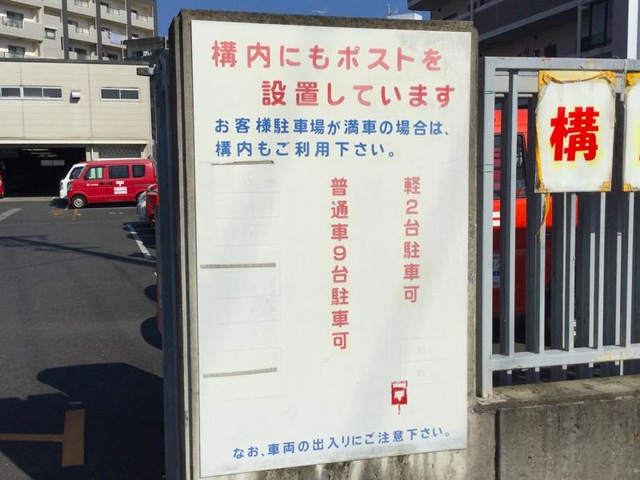 構内にもポストを
設置しています
お客様駐車場が満車の場合は、
構内もご利用下さい。
軽2台駐車可
普通車9台駐車可
なお、車両の出入りにご注意下さい。
構